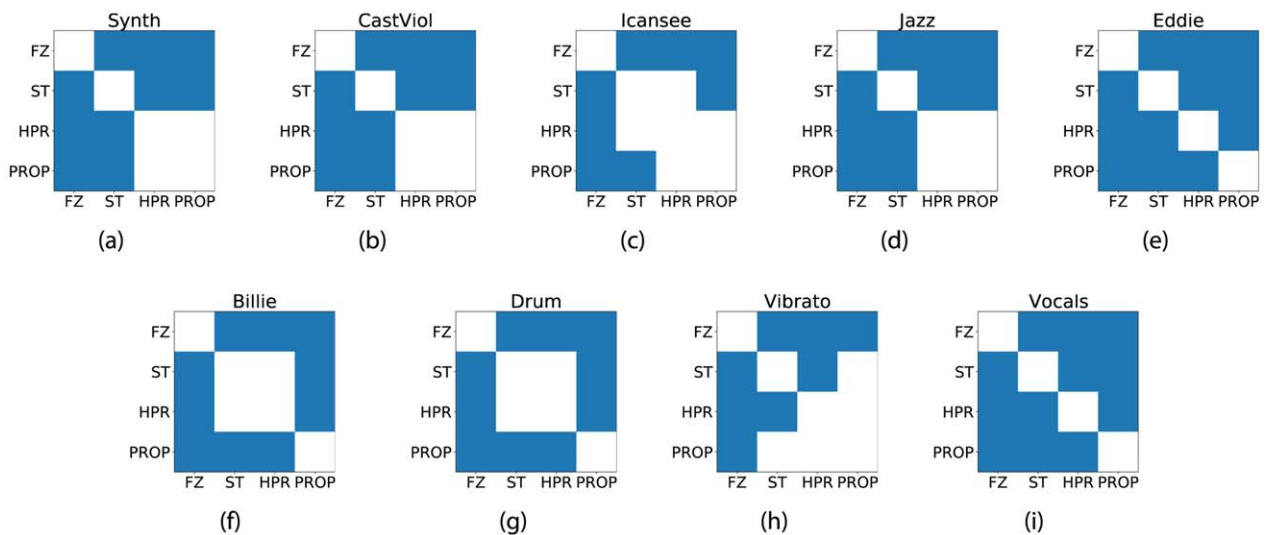 Synth CastViol Icansee Jazz Eddie
FZ FZ FZ FZ FZ
ST ST ST ST ST
HPR HPR HPR HPR HPR
PROP PROP PROP PROP PROP
FZ ST HPR PROP FZ ST HPR PROP FZ ST HPR PROP FZ ST HPR PROP FZ ST HPR PROP
(a) (b) (c) (d) (e)
Billie Drum Vibrato Vocals
FZ FZ FZ FZ
ST ST ST ST
HPR HPR HPR HPR
PROP PROP PROP PROP
FZ ST HPR PROP FZ ST HPR PROP FZ ST HPR PROP FZ ST HPR PROP
(f) (g) (h) (i)